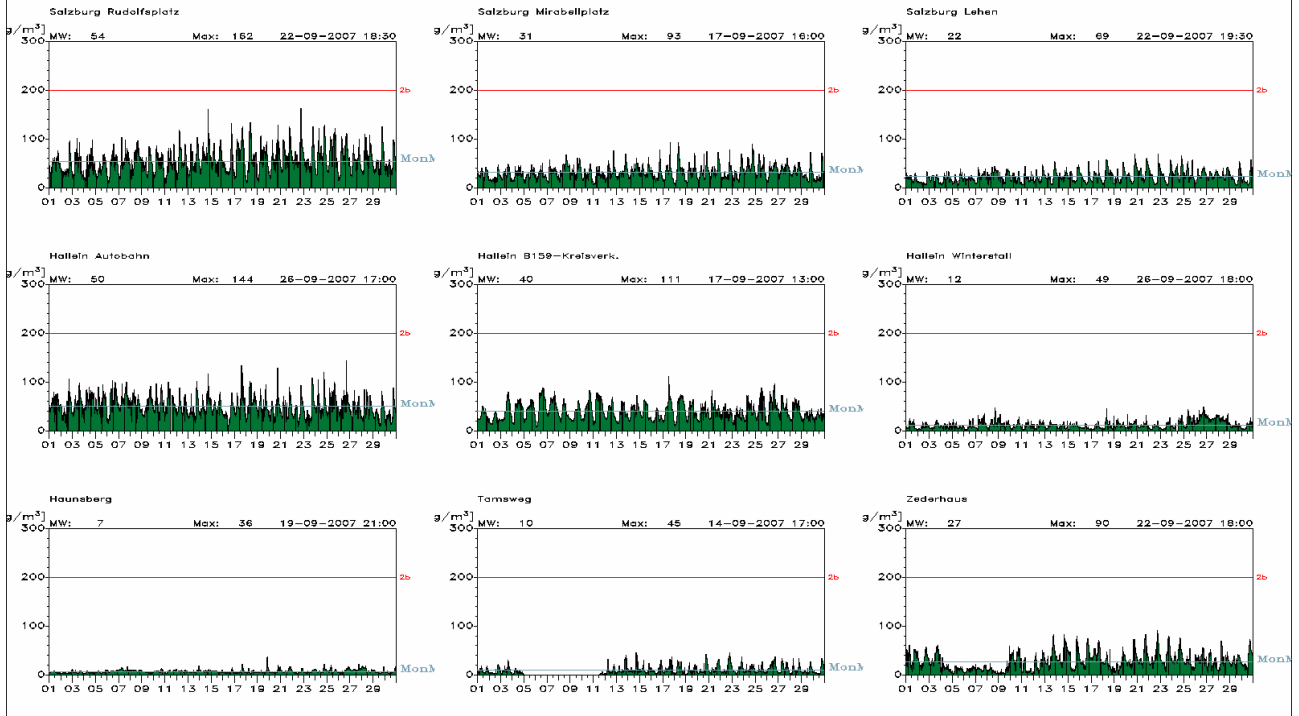 Salzburg Rudolfsplatz
g/m³] MW: 54 Max: 162 22-09-2007 18:30
300
200 2b
100
MonM
0
01 03 05 07 09 11 13 15 17 19 21 23 25 27 29
Salzburg Mirabellplatz
g/m³] MW: 31 Max: 93 17-09-2007 16:00
300
200 2b
100
MonM
0
01 03 05 07 09 11 13 15 17 19 21 23 25 27 29
Salzburg Lehen
g/m³] MW: 22 Max: 69 22-09-2007 19:30
300
200 2b
100
MonM
0
01 03 05 07 09 11 13 15 17 19 21 23 25 27 29
Hallein Autobahn
g/m³] MW: 50 Max: 144 26-09-2007 17:00
300
200 2b
100
MonM
0
01 03 05 07 09 11 13 15 17 19 21 23 25 27 29
Hallein B159-Kreisverk.
g/m³] MW: 40 Max: 111 17-09-2007 13:00
300
200 2b
100
MonM
0
01 03 05 07 09 11 13 15 17 19 21 23 25 27 29
Hallein Winterstall
g/m³] MW: 12 Max: 49 26-09-2007 18:00
300
200 2b
100
MonM
0
01 03 05 07 09 11 13 15 17 19 21 23 25 27 29
Haunsberg
g/m³] MW: 7 Max: 36 19-09-2007 21:00
300
200 2b
100
MonM
0
01 03 05 07 09 11 13 15 17 19 21 23 25 27 29
Tamsweg
g/m³] MW: 10 Max: 45 14-09-2007 17:00
300
200 2b
100
MonM
0
01 03 05 07 09 11 13 15 17 19 21 23 25 27 29
Zederhaus
g/m³] MW: 27 Max: 90 22-09-2007 18:00
300
200 2b
100
MonM
0
01 03 05 07 09 11 13 15 17 19 21 23 25 27 29